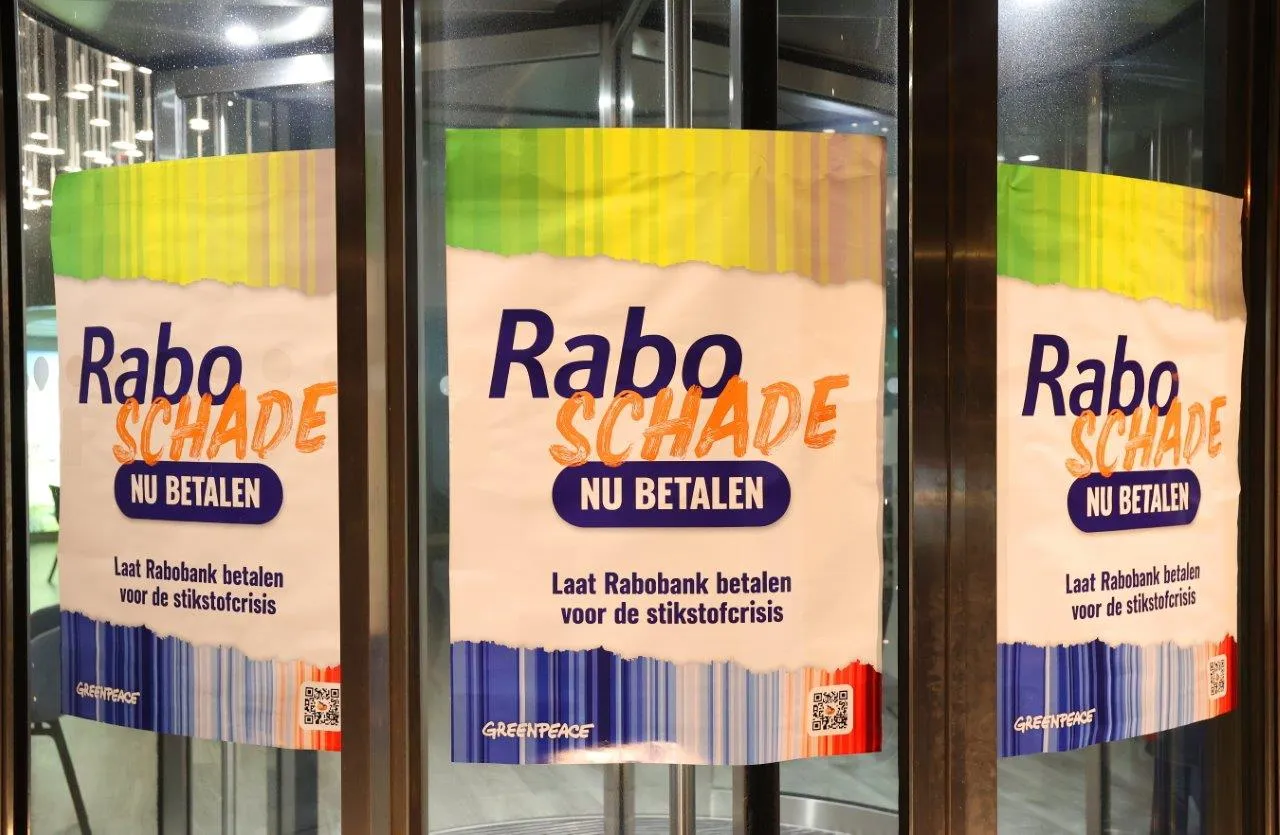 Rabo
SCHADE
NU BETALEN
Laat Rabobank betalen
voor de stikstofcrisis
GREENPEACE
Rabo
SCHADE
NU BETALEN
Laat Rabobank betalen
voor de stikstofcrisis
GREENPEACE
Rabo
SCHADE
NU BETALEN
Laat Rabobank betalen
voor de stikstofcrisis
GREENPEACE